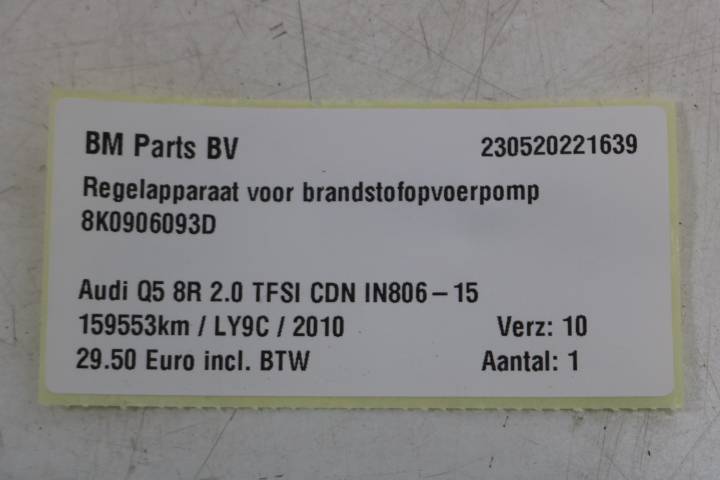 BM Parts BV 230520221639
Regelapparaat voor brandstofopvoerpomp
8K0906093D
Audi Q5 8R 2.0 TFSI CDN IN806-15
159553km / LY9C / 2010 Verz: 10
29.50 Euro incl. BTW Aantal: 1